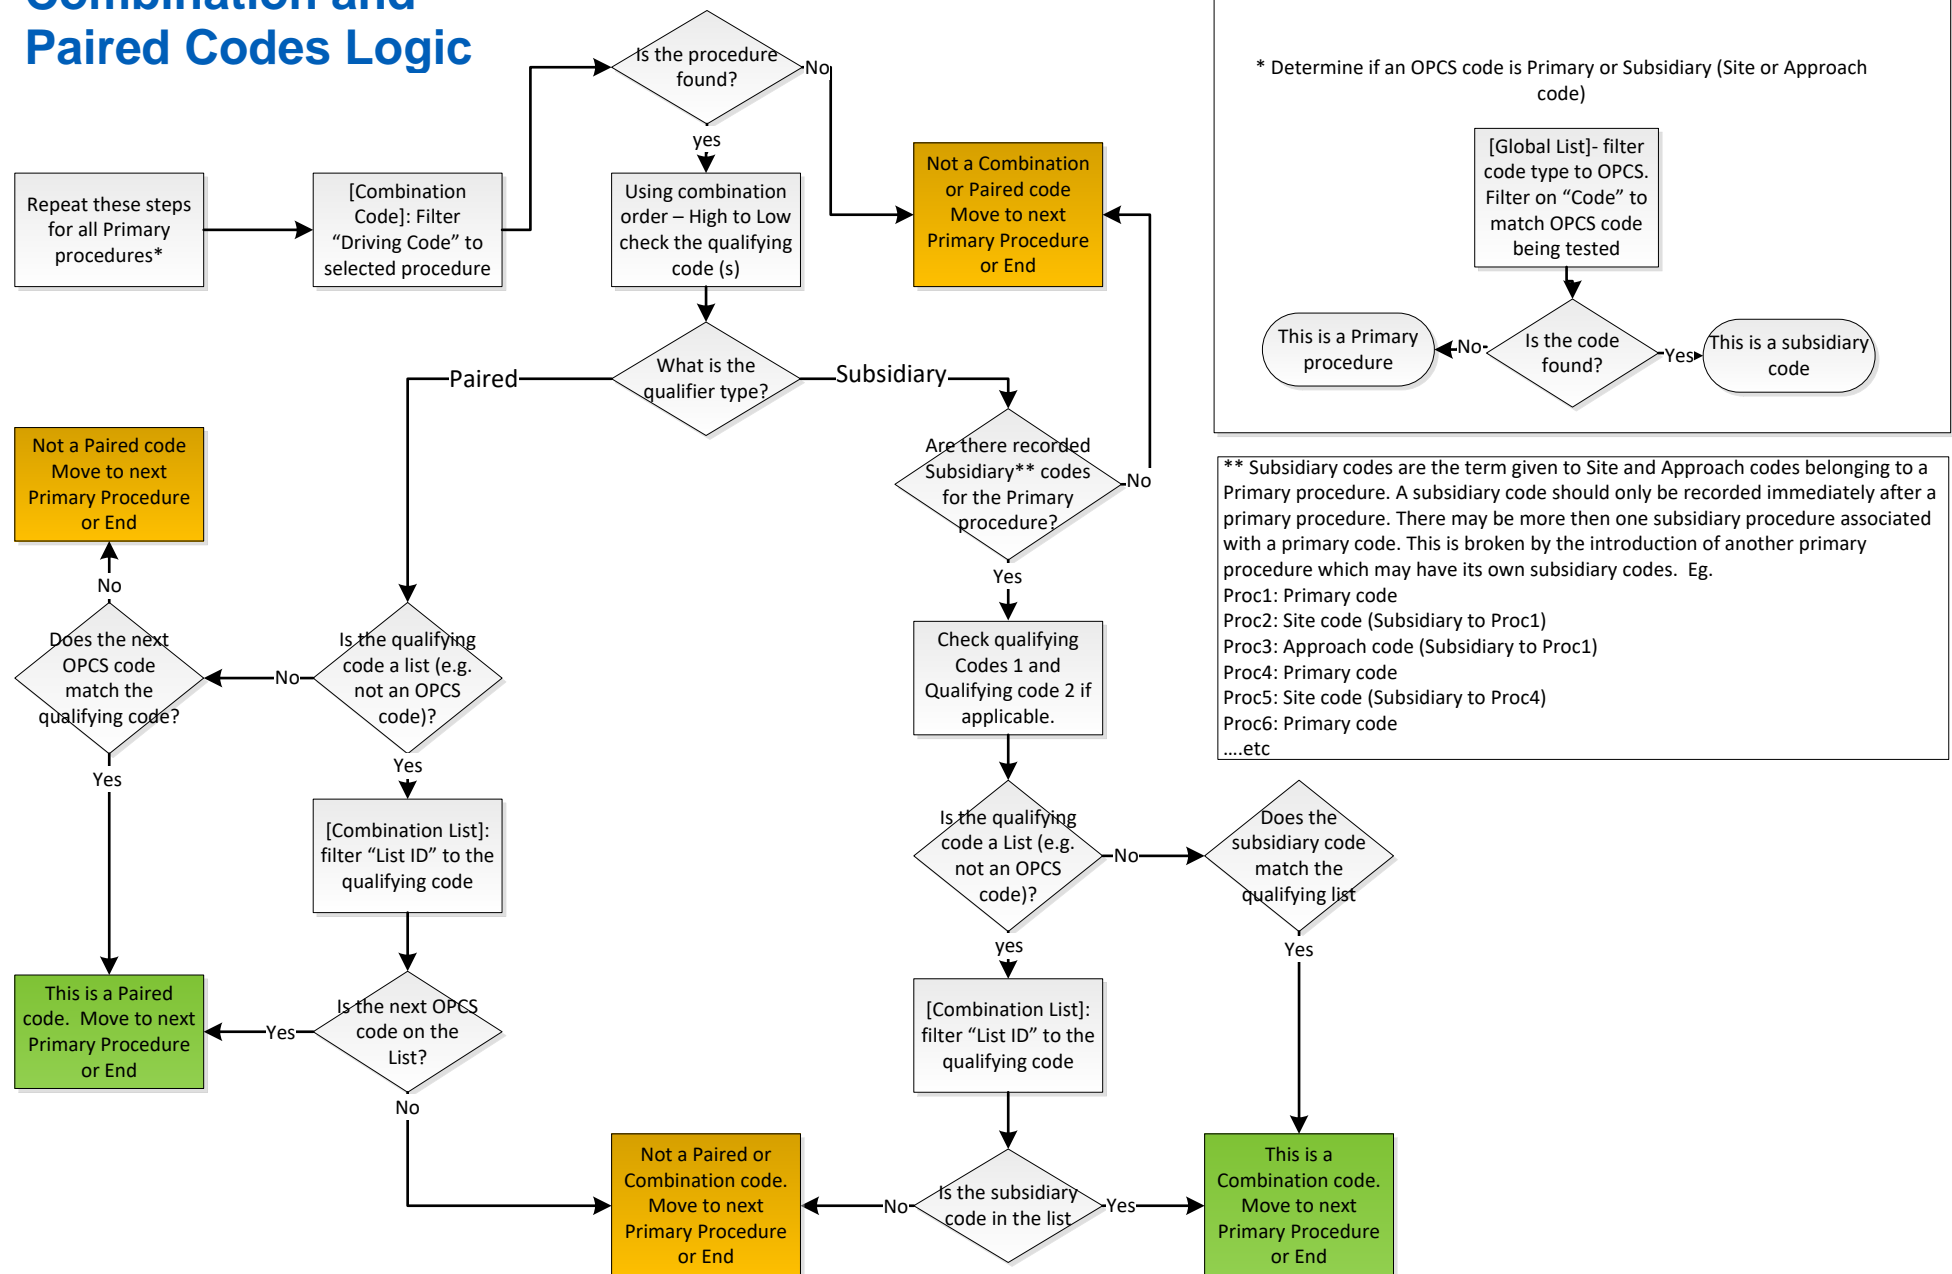 Combination and
Paired Codes Logic
Is the procedure
found?
No
yes
Repeat these steps
for all Primary
procedures*
[Combination
Code]: Filter
“Driving Code” to
selected procedure
Using combination
order – High to Low
check the qualifying
code (s)
Not a Combination
or Paired code
Move to next
Primary Procedure
or End
What is the
qualifier type?
Paired
Subsidiary
Are there recorded
Subsidiary** codes
for the Primary
procedure?
No
Yes
Not a Paired code
Move to next
Primary Procedure
or End
No
Does the next
OPCS code
match the
qualifying code?
No
Is the qualifying
code a list (e.g.
not an OPCS
code)?
Yes
Yes
[Combination List]:
filter “List ID” to the
qualifying code
This is a Paired
code.  Move to next
Primary Procedure
or End
Yes
Is the next OPCS
code on the
List?
No
Check qualifying
Codes 1 and
Qualifying code 2 if
applicable.
Is the qualifying
code a List (e.g.
not an OPCS
code)?
No
Does the
subsidiary code
match the
qualifying list
yes
Yes
[Combination List]:
filter “List ID” to the
qualifying code
Not a Paired or
Combination code.
Move to next
Primary Procedure
or End
No
Is the subsidiary
code in the list
Yes
This is a
Combination code.
Move to next
Primary Procedure
or End
* Determine if an OPCS code is Primary or Subsidiary (Site or Approach
code)
[Global List]- filter
code type to OPCS.
Filter on “Code” to
match OPCS code
being tested
This is a Primary
procedure
No
Is the code
found?
Yes
This is a subsidiary
code
** Subsidiary codes are the term given to Site and Approach codes belonging to a
Primary procedure. A subsidiary code should only be recorded immediately after a
primary procedure. There may be more then one subsidiary procedure associated
with a primary code. This is broken by the introduction of another primary
procedure which may have its own subsidiary codes.  Eg.
Proc1: Primary code
Proc2: Site code (Subsidiary to Proc1)
Proc3: Approach code (Subsidiary to Proc1)
Proc4: Primary code
Proc5: Site code (Subsidiary to Proc4)
Proc6: Primary code
....etc